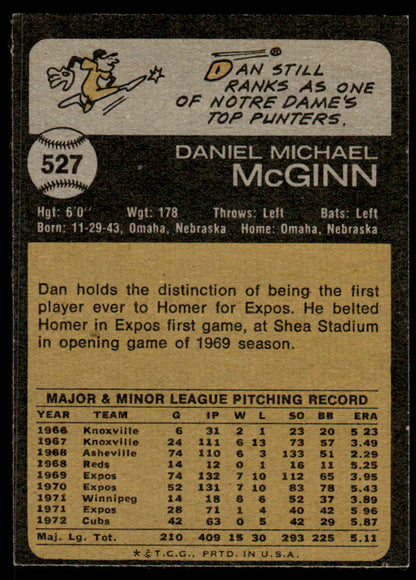 DAN STILL
RANKS AS ONE
OF NOTRE DAME'S
TOP PUNTERS.
527
DANIEL MICHAEL
McGINN
Hgt: 6'0" Wgt: 178 Throws: Left Bats: Left
Born: 11-29-43, Omaha, Nebraska Home: Omaha, Nebraska
Dan holds the distinction of being the first
player ever to Homer for Expos. He belted
Homer in Expos first game, at Shea Stadium
in opening game of 1969 season.
MAJOR & MINOR LEAGUE PITCHING RECORD
YEAR TEAM G IP W L SO BB ERA
1966 Knoxville 6 31 2 1 23 20 5.23
1967 Knoxville 24 111 6 13 73 57 3.49
1968 Asheville 74 110 6 3 133 51 2.29
1968 Reds 14 12 0 1 16 11 5.25
1969 Expos 74 132 7 10 112 65 3.95
1970 Expos 52 131 7 10 83 78 5.43
1971 Winnipeg 14 18 6 6 52 37 3.89
1971 Expos 28 71 1 4 40 42 5.96
1972 Cubs 42 63 0 5 42 29 5.87
Maj. Lg. Tot. 210 409 15 30 293 225 5.11
* © T.C.G., PRTD. IN U.S.A.